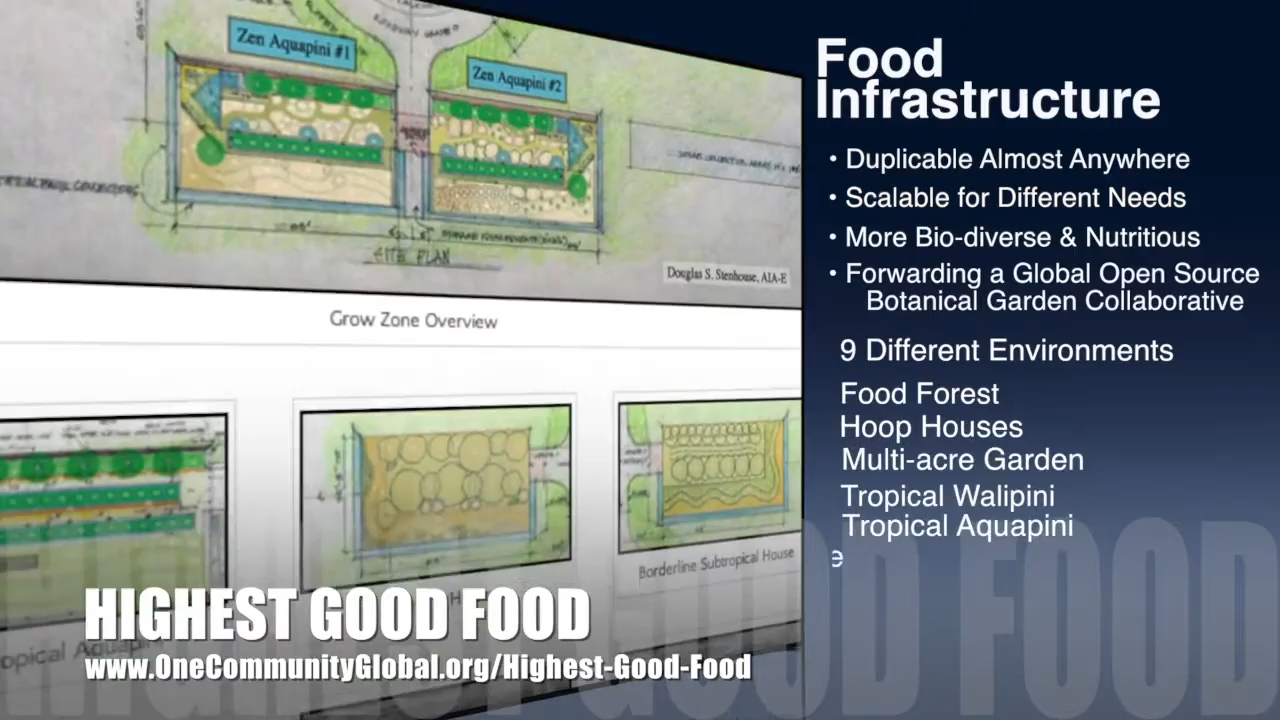 Zen Aquapini #1
Zen Aquapini #2
SITE PLAN
Douglas S. Stenhouse, AIA-E
Grow Zone Overview
Borderline Subtropical House
HIGHEST GOOD FOOD
www.OneCommunityGlobal.org/Highest-Good-Food
Food
Infrastructure
• Duplicable Almost Anywhere
• Scalable for Different Needs
• More Bio-diverse & Nutritious
• Forwarding a Global Open Source
Botanical Garden Collaborative
9 Different Environments
Food Forest
Hoop Houses
Multi-acre Garden
Tropical Walipini
Tropical Aquapini
e
HIGHEST GOOD FOOD